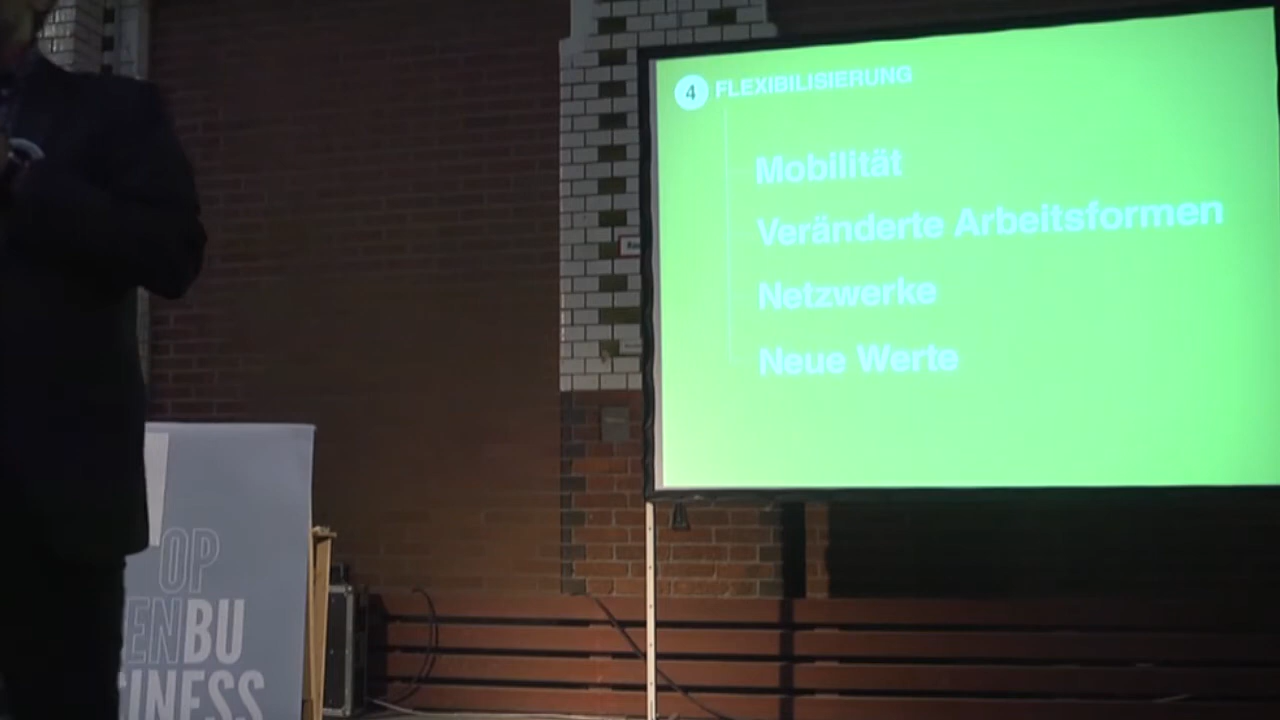 4 FLEXIBILISIERUNG
Mobilität
Veränderte Arbeitsformen
Netzwerke
Neue Werte
OP
ENBU
INESS